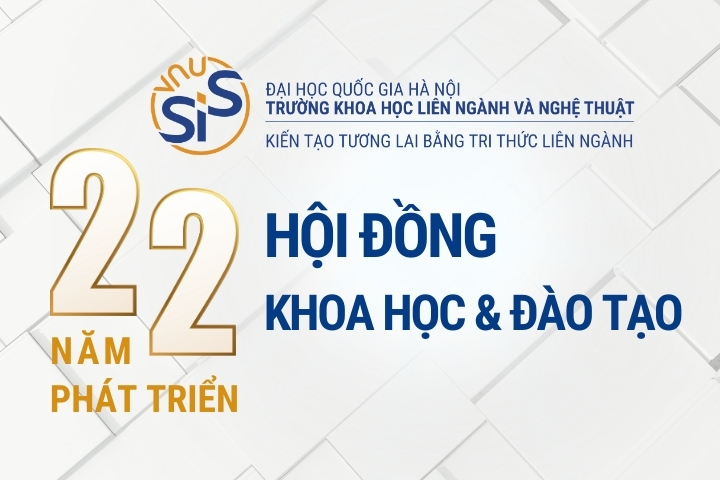 VNU
SiS
ĐẠI HỌC QUỐC GIA HÀ NỘI
TRƯỜNG KHOA HỌC LIÊN NGÀNH VÀ NGHỆ THUẬT
KIẾN TẠO TƯƠNG LAI BẰNG TRI THỨC LIÊN NGÀNH
22
NĂM
PHÁT TRIỂN
HỘI ĐỒNG
KHOA HỌC & ĐÀO TẠO